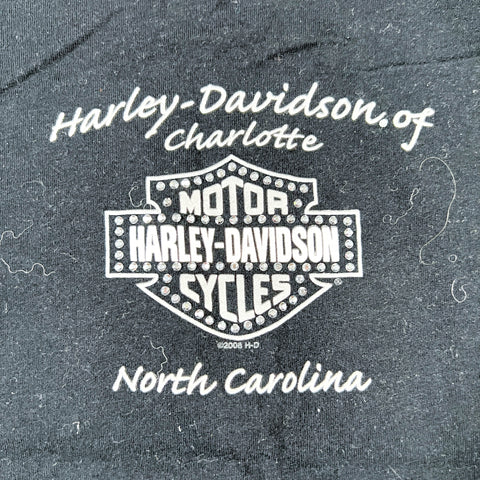 Harley-Davidson of
Charlotte
MOTOR
HARLEY-DAVIDSON
CYCLES
®
©2008 H-D
North Carolina